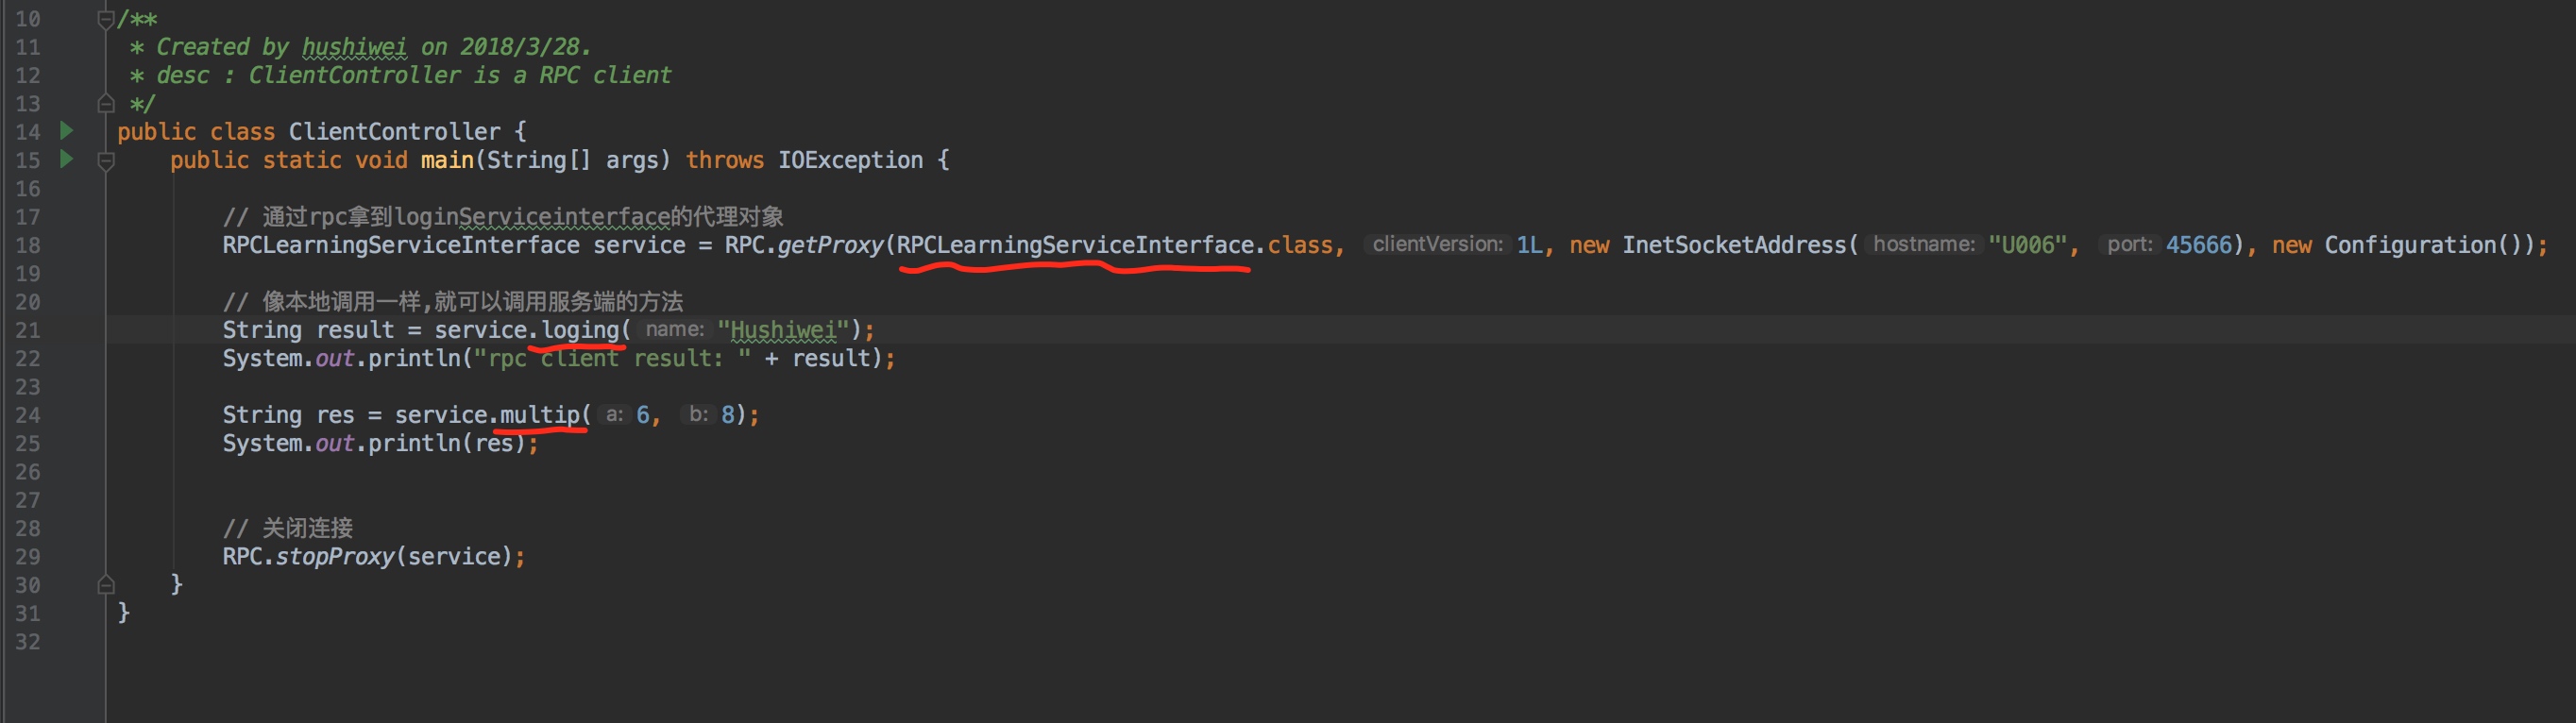 10 /**
11 * Created by hushiwei on 2018/3/28.
12 * desc : ClientController is a RPC client
13 */
14 public class ClientController {
15 public static void main(String[] args) throws IOException {
16
17 // 通过rpc拿到loginServiceinterface的代理对象
18 RPCLearningServiceInterface service = RPC.getProxy(RPCLearningServiceInterface.class, clientVersion: 1L, new InetSocketAddress( hostname: "U006", port: 45666), new Configuration());
19
20 // 像本地调用一样,就可以调用服务端的方法
21 String result = service.loging( name: "Hushiwei");
22 System.out.println("rpc client result: " + result);
23
24 String res = service.multip( a: 6, b: 8);
25 System.out.println(res);
26
27
28 // 关闭连接
29 RPC.stopProxy(service);
30 }
31 }
32